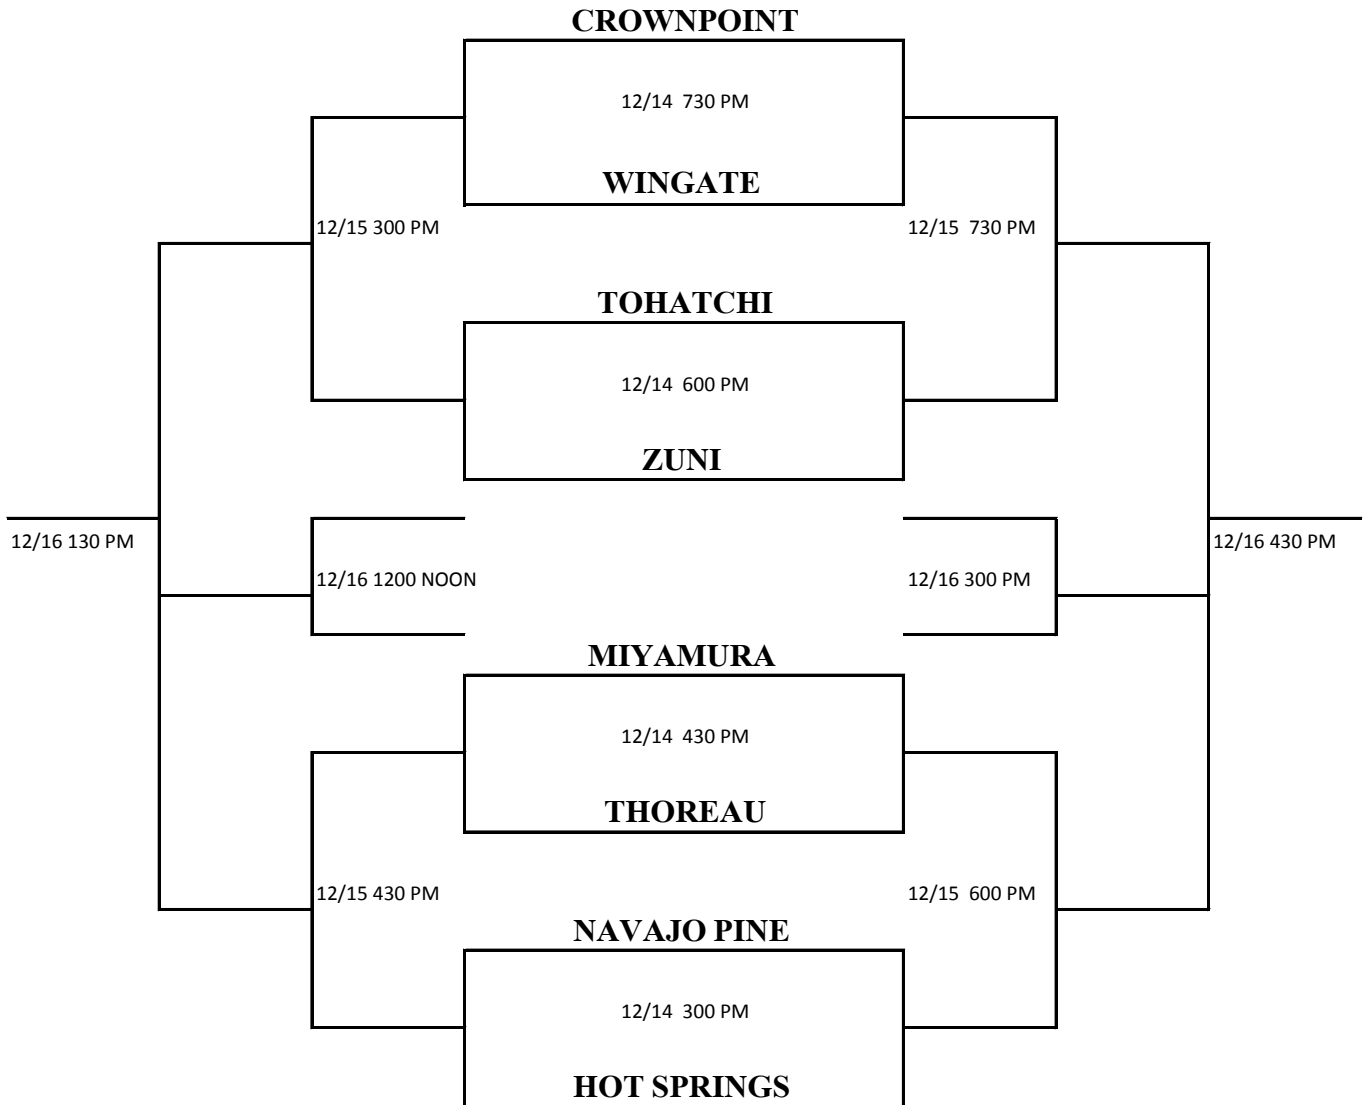 CROWNPOINT
12/14  730 PM
WINGATE
12/15 300 PM
12/15  730 PM
TOHATCHI
12/14  600 PM
ZUNI
12/16 130 PM
12/16 430 PM
12/16 1200 NOON
12/16 300 PM
MIYAMURA
12/14  430 PM
THOREAU
12/15 430 PM
12/15  600 PM
NAVAJO PINE
12/14  300 PM
HOT SPRINGS